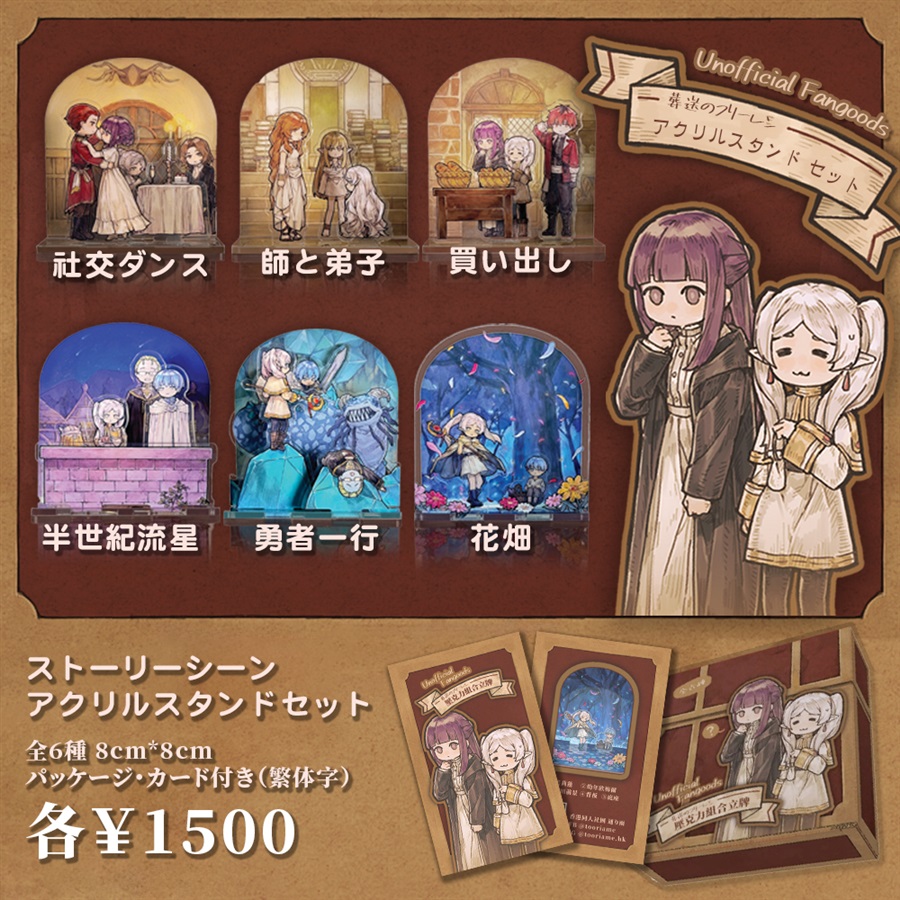 Unofficial Fangoods
葬送のフリーレン
アクリルスタンド セット
社交ダンス
師と弟子
買い出し
半世紀流星
勇者一行
花畑
ストーリーシーン
アクリルスタンドセット
全6種 8cm*8cm
パッケージ・カード付き（繁体字）
各¥1500
Unofficial
Fangoods
壓克力組合立牌
@tooriame
@tooriame.hk
?
Unofficial
Fangoods
壓克力組合立牌